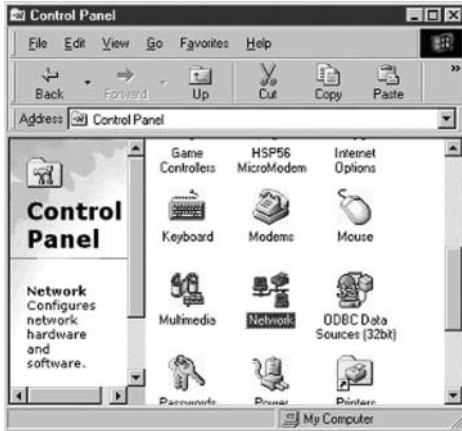 Control Panel
File Edit View Go Favorites Help
Back Forward Up Cut Copy Paste »
Address Control Panel
Control
Panel
Network
Configures
network
hardware
and
software.
Game
Controllers
HSP56
MicroModem
Internet
Options
Keyboard
Modems
Mouse
Multimedia
Network
ODBC Data
Sources (32bit)
Passwords
Power
Printers
My Computer